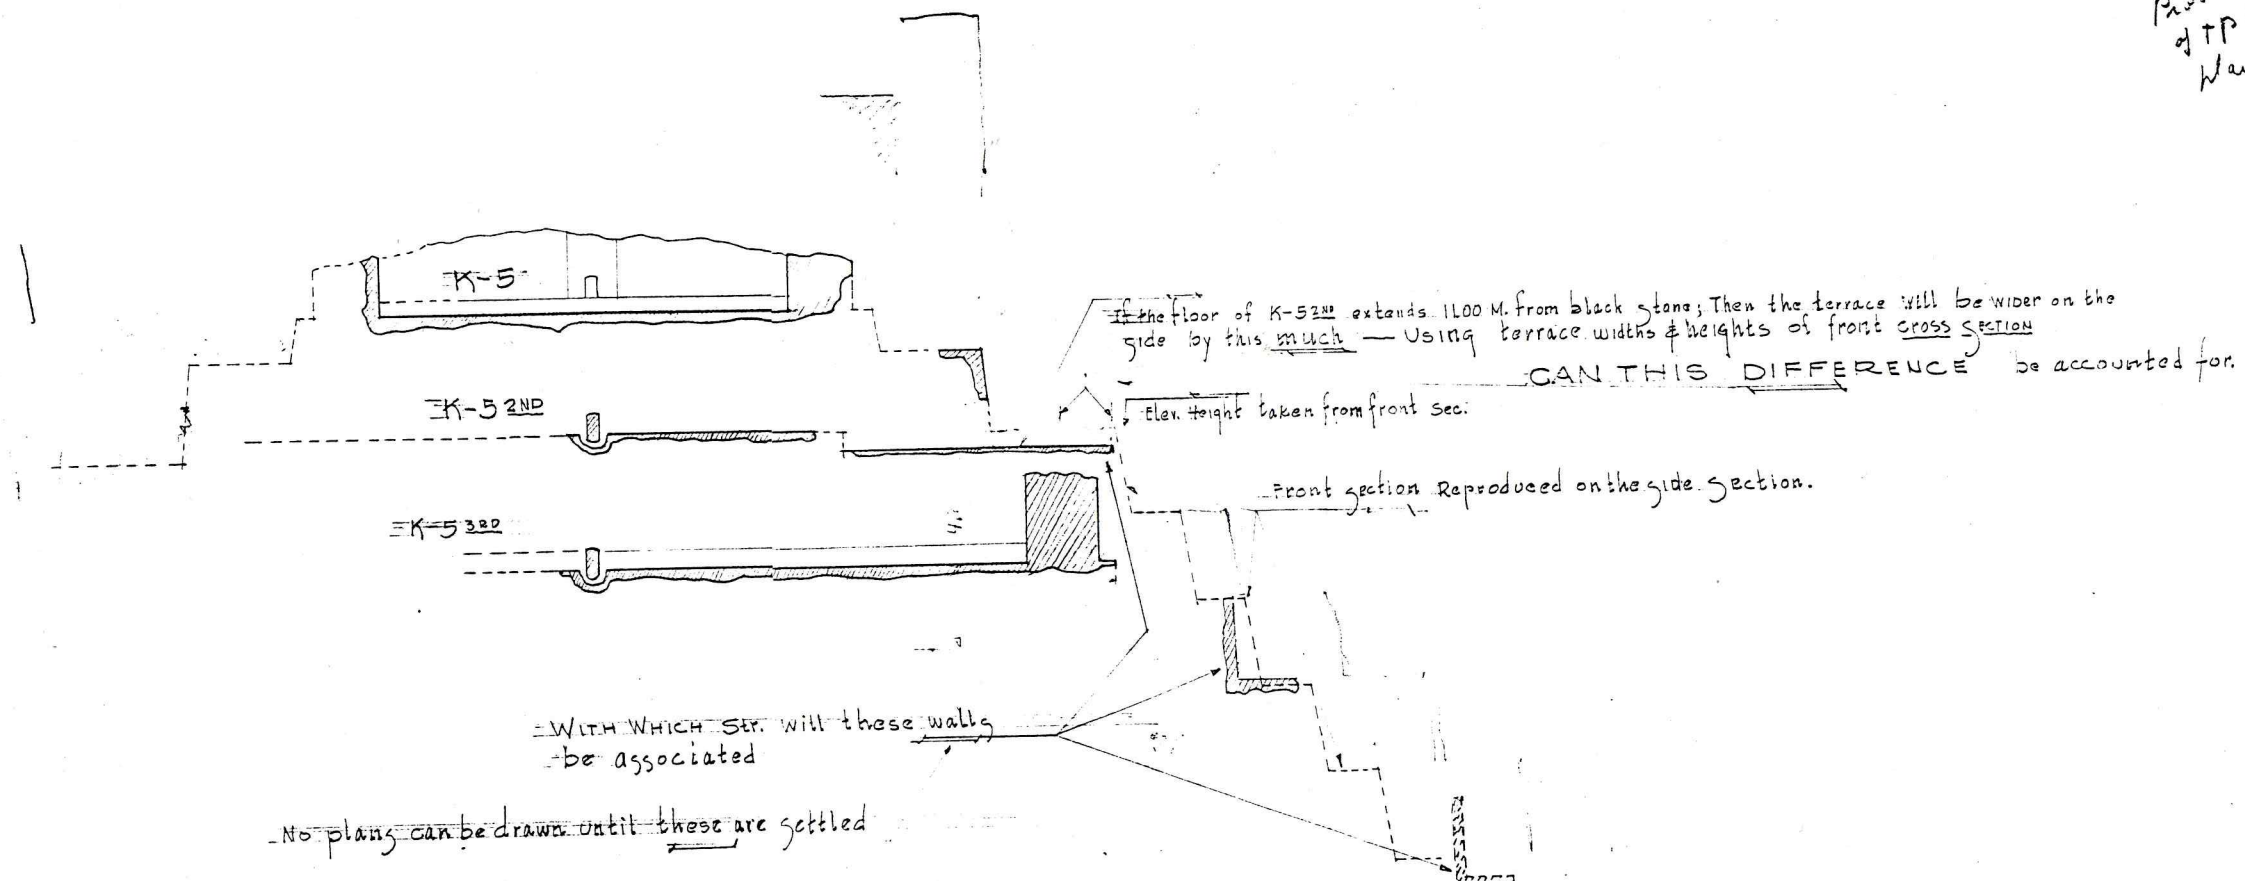 of TP
K-5
If the floor of K-5 2ND extends 11.00 M. from black stone; Then the terrace will be wider on the
side by this much — Using terrace widths & heights of front cross section
CAN THIS DIFFERENCE be accounted for.
K-5 2ND
Elev. Height taken from front sec.
Front section Reproduced on the side section.
K-5 3RD
WITH WHICH Str. will these walls
be associated
No plans can be drawn until these are settled